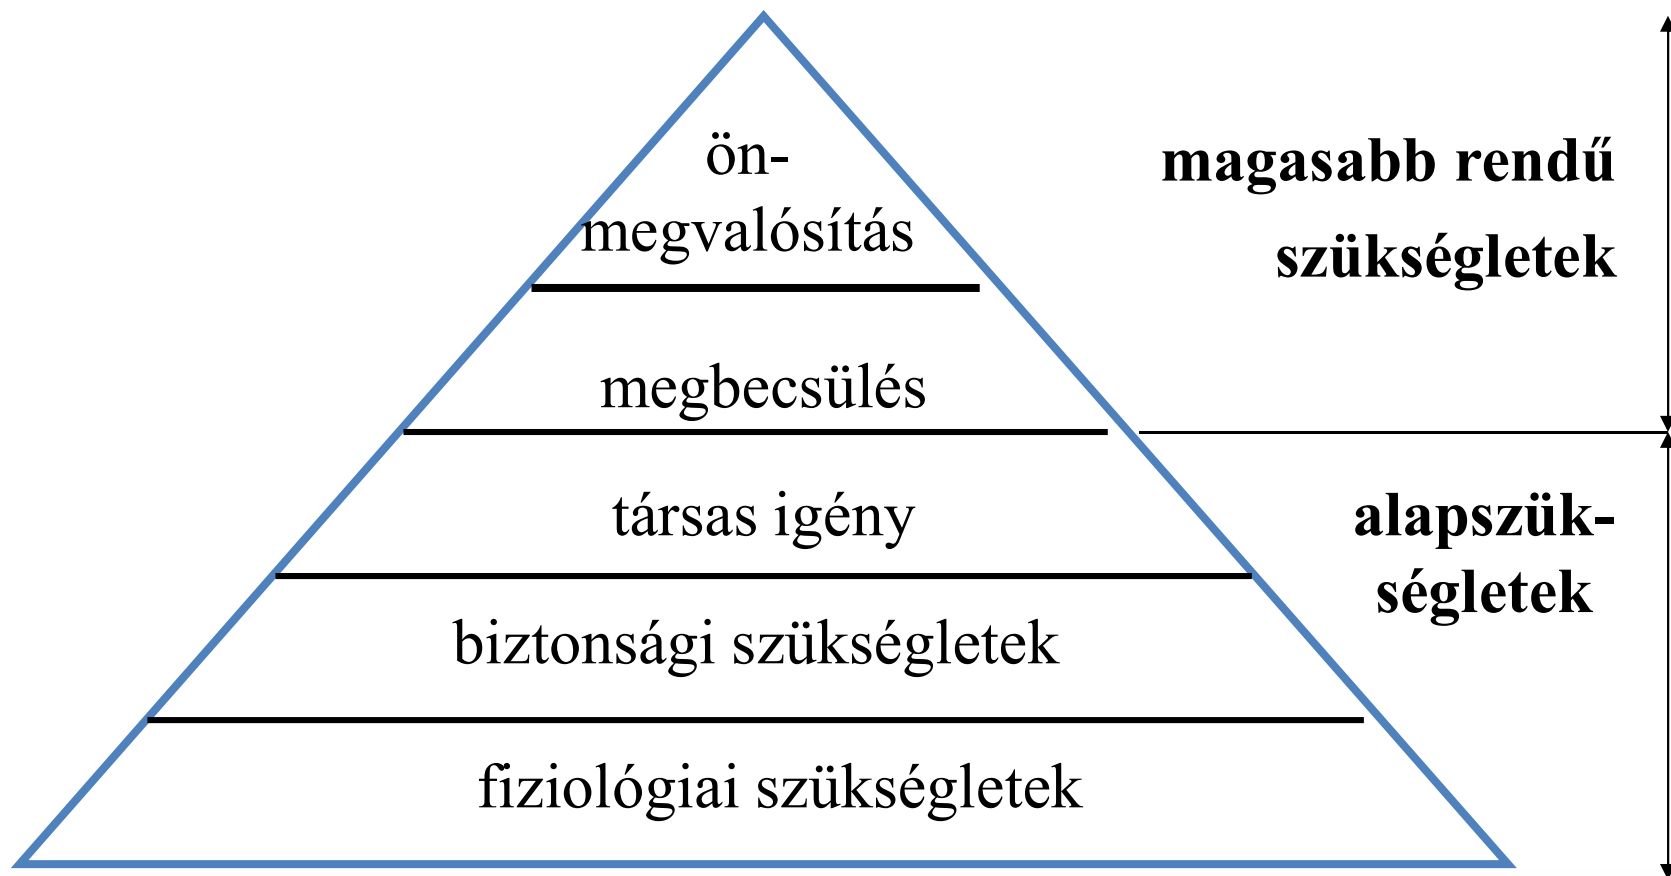 ön-
megvalósítás
megbecsülés
társas igény
biztonsági szükségletek
fiziológiai szükségletek
magasabb rendű
szükségletek
alapszük-
ségletek